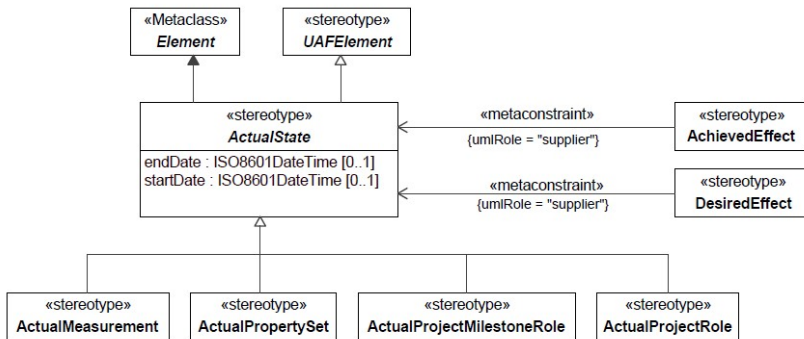 «Metaclass»
Element
«stereotype»
UAFElement
«stereotype»
ActualState
endDate : ISO8601DateTime [0..1]
startDate : ISO8601DateTime [0..1]
«metaconstraint»
{umlRole = "supplier"}
«stereotype»
AchievedEffect
«metaconstraint»
{umlRole = "supplier"}
«stereotype»
DesiredEffect
«stereotype»
ActualMeasurement
«stereotype»
ActualPropertySet
«stereotype»
ActualProjectMilestoneRole
«stereotype»
ActualProjectRole